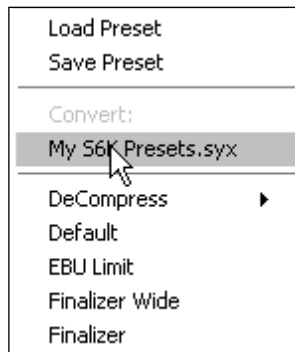 Load Preset
Save Preset
Convert:
My S6K Presets.syx
DeCompress
Default
EBU Limit
Finalizer Wide
Finalizer